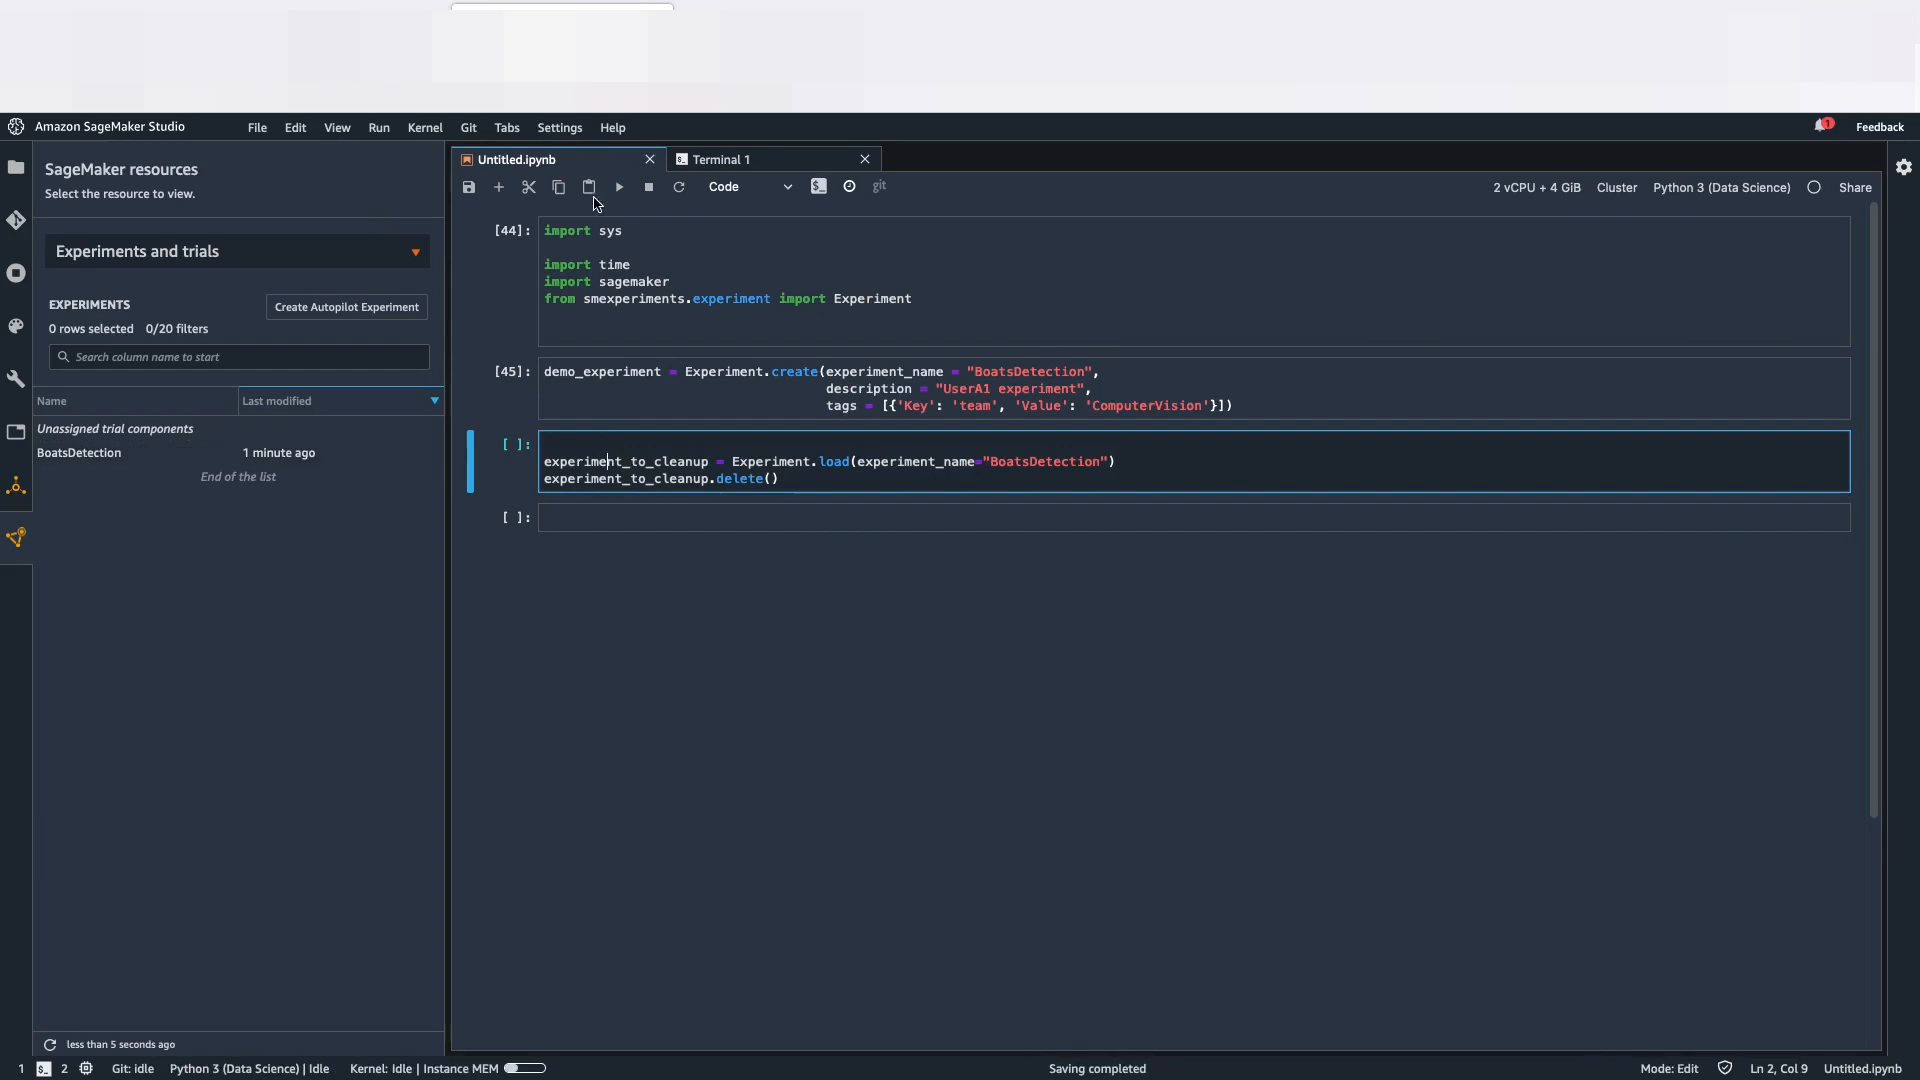 Amazon SageMaker Studio
File Edit View Run Kernel Git Tabs Settings Help
1
Feedback
SageMaker resources
Select the resource to view.
Experiments and trials
EXPERIMENTS
Create Autopilot Experiment
0 rows selected 0/20 filters
Search column name to start
Name Last modified
Unassigned trial components
BoatsDetection 1 minute ago
End of the list
less than 5 seconds ago
Untitled.ipynb
Terminal 1
Code
git
2 vCPU + 4 GiB Cluster Python 3 (Data Science) Share
[44]: import sys
import time
import sagemaker
from smexperiments.experiment import Experiment
[45]: demo_experiment = Experiment.create(experiment_name = "BoatsDetection",
description = "UserA1 experiment",
tags = [{'Key': 'team', 'Value': 'ComputerVision'}])
[ ]:
experiment_to_cleanup = Experiment.load(experiment_name="BoatsDetection")
experiment_to_cleanup.delete()
[ ]:
1 $_ 2 Git: idle Python 3 (Data Science) | Idle Kernel: Idle | Instance MEM Saving completed Mode: Edit Ln 2, Col 9 Untitled.ipynb